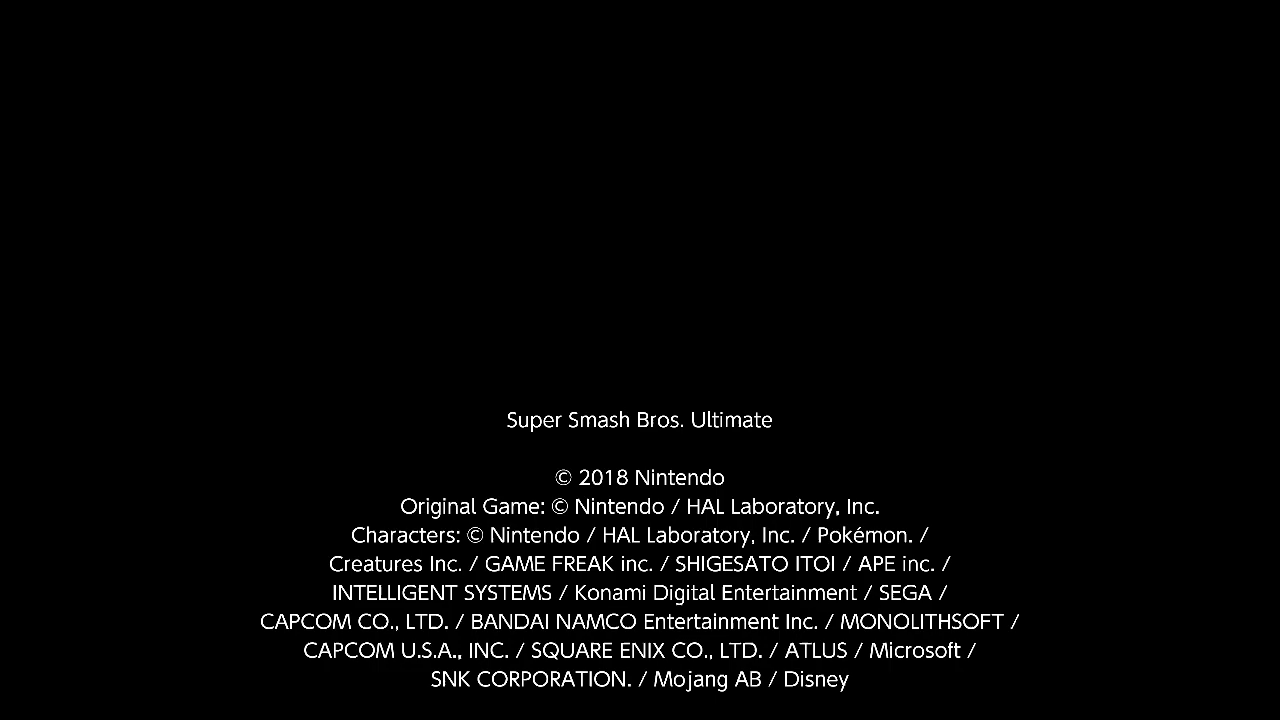 Super Smash Bros. Ultimate
© 2018 Nintendo
Original Game: © Nintendo / HAL Laboratory, Inc.
Characters: © Nintendo / HAL Laboratory, Inc. / Pokémon. /
Creatures Inc. / GAME FREAK inc. / SHIGESATO ITOI / APE inc. /
INTELLIGENT SYSTEMS / Konami Digital Entertainment / SEGA /
CAPCOM CO., LTD. / BANDAI NAMCO Entertainment Inc. / MONOLITHSOFT /
CAPCOM U.S.A., INC. / SQUARE ENIX CO., LTD. / ATLUS / Microsoft /
SNK CORPORATION. / Mojang AB / Disney